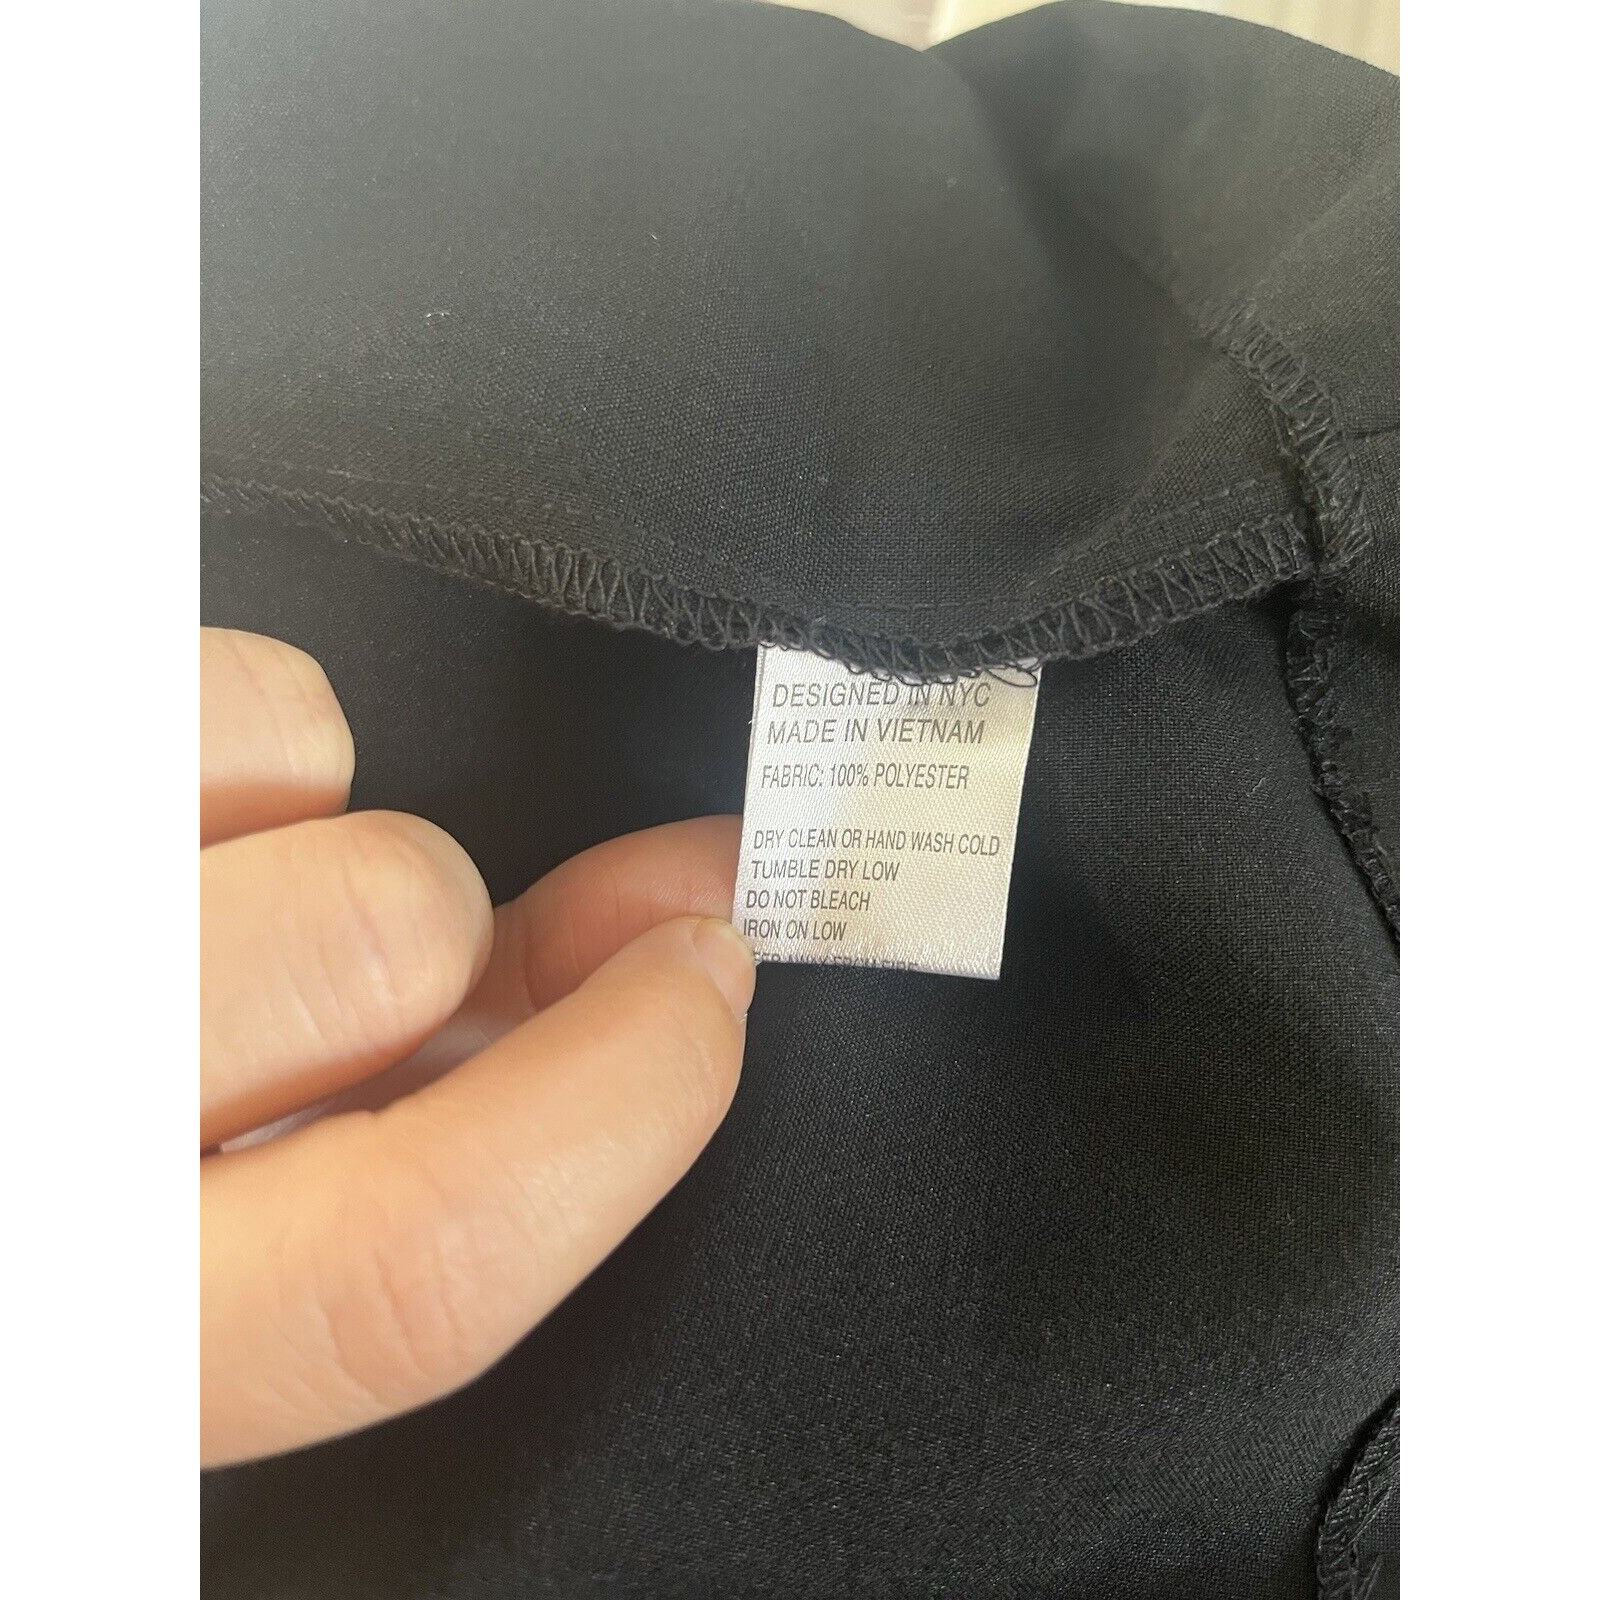 DESIGNED IN NYC
MADE IN VIETNAM
FABRIC: 100% POLYESTER
DRY CLEAN OR HAND WASH COLD
TUMBLE DRY LOW
DO NOT BLEACH
IRON ON LOW